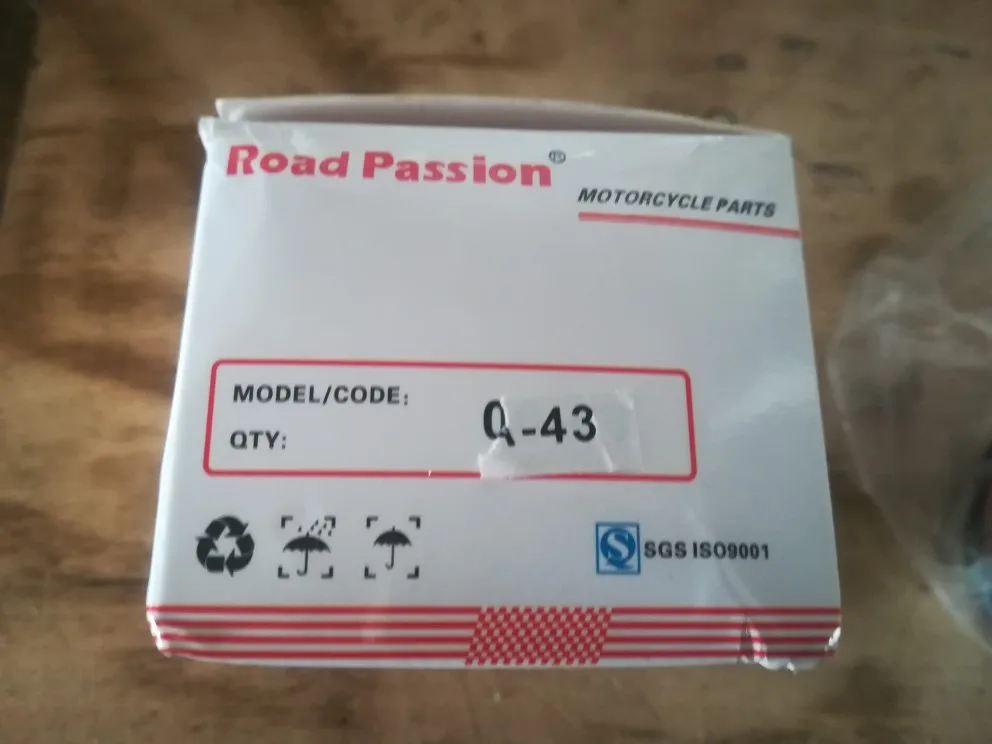 Road Passion®
MOTORCYCLE PARTS
MODEL/CODE:
Q-43
QTY:
S SGS ISO9001